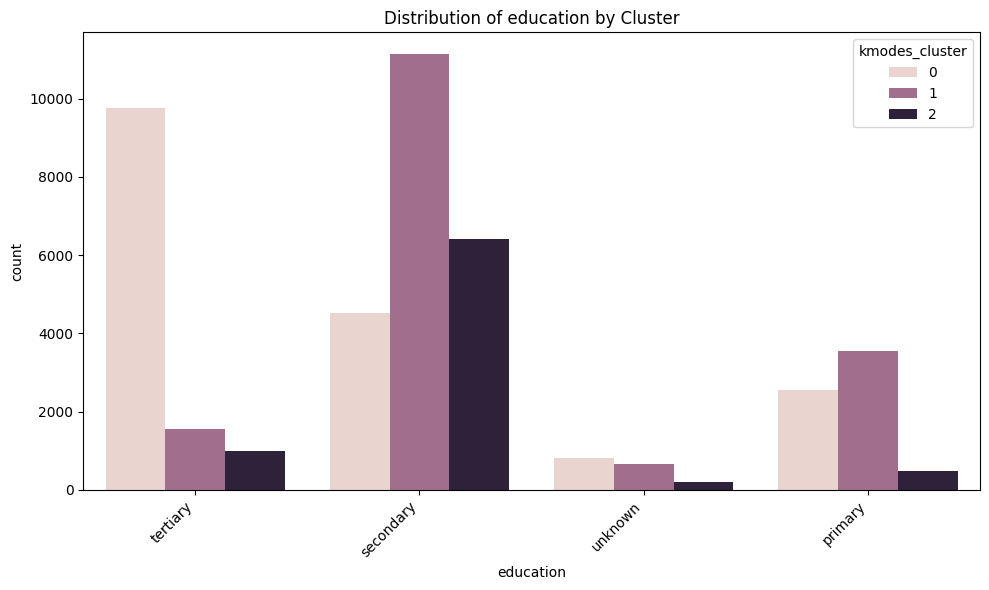 Distribution of education by Cluster
kmodes_cluster
0
1
2
count
10000
8000
6000
4000
2000
0
tertiary
secondary
unknown
primary
education